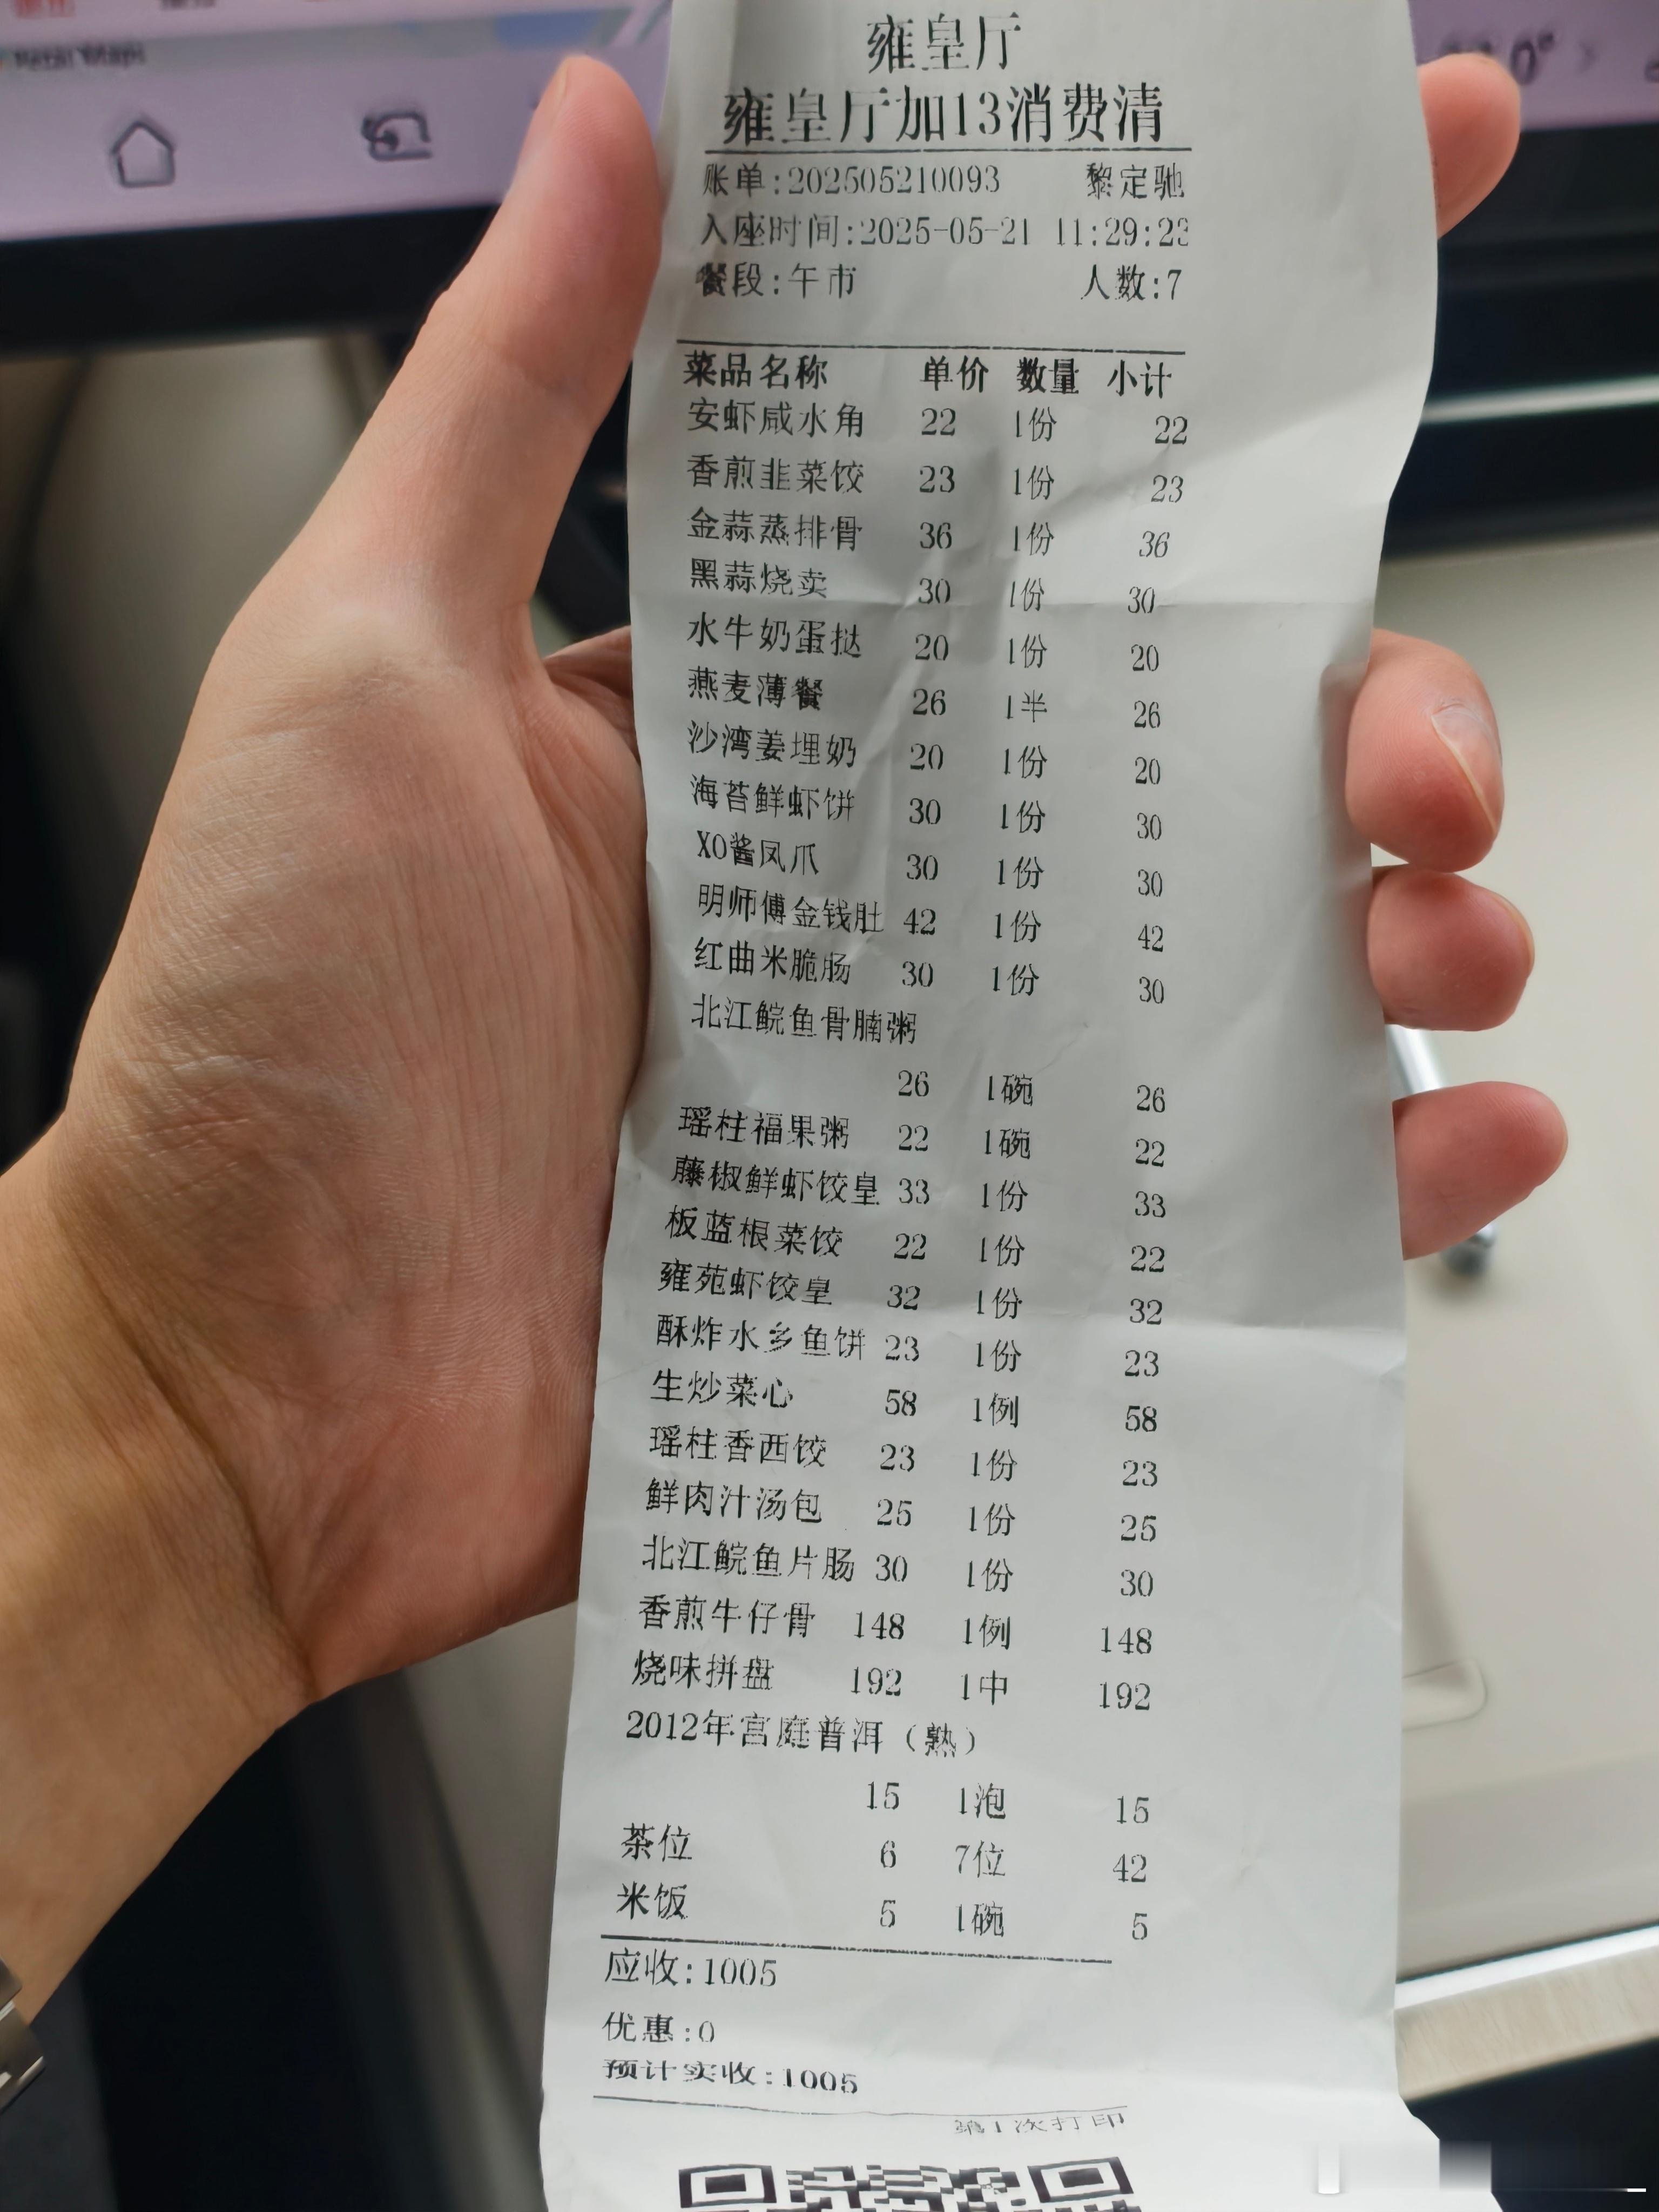 Petal Maps
雍皇厅
雍皇厅加13消费清
账单:202505210093 黎定驰
入座时间:2025-05-21 11:29:23
餐段:午市 人数:7
菜品名称 单价 数量 小计
安虾咸水角 22 1份 22
香煎韭菜饺 23 1份 23
金蒜蒸排骨 36 1份 36
黑蒜烧卖 30 1份 30
水牛奶蛋挞 20 1份 20
燕麦薄餐 26 1半 26
沙湾姜埋奶 20 1份 20
海苔鲜虾饼 30 1份 30
XO酱凤爪 30 1份 30
明师傅金钱肚 42 1份 42
红曲米脆肠 30 1份 30
北江鲩鱼骨腩粥
26 1碗 26
瑶柱福果粥 22 1碗 22
藤椒鲜虾饺皇 33 1份 33
板蓝根菜饺 22 1份 22
雍苑虾饺皇 32 1份 32
酥炸水乡鱼饼 23 1份 23
生炒菜心 58 1例 58
瑶柱香西饺 23 1份 23
鲜肉汁汤包 25 1份 25
北江鲩鱼片肠 30 1份 30
香煎牛仔骨 148 1例 148
烧味拼盘 192 1中 192
2012年宫庭普洱（熟）
15 1泡 15
茶位 6 7位 42
米饭 5 1碗 5
应收:1005
优惠:0
预计实收:1005
第1次打印